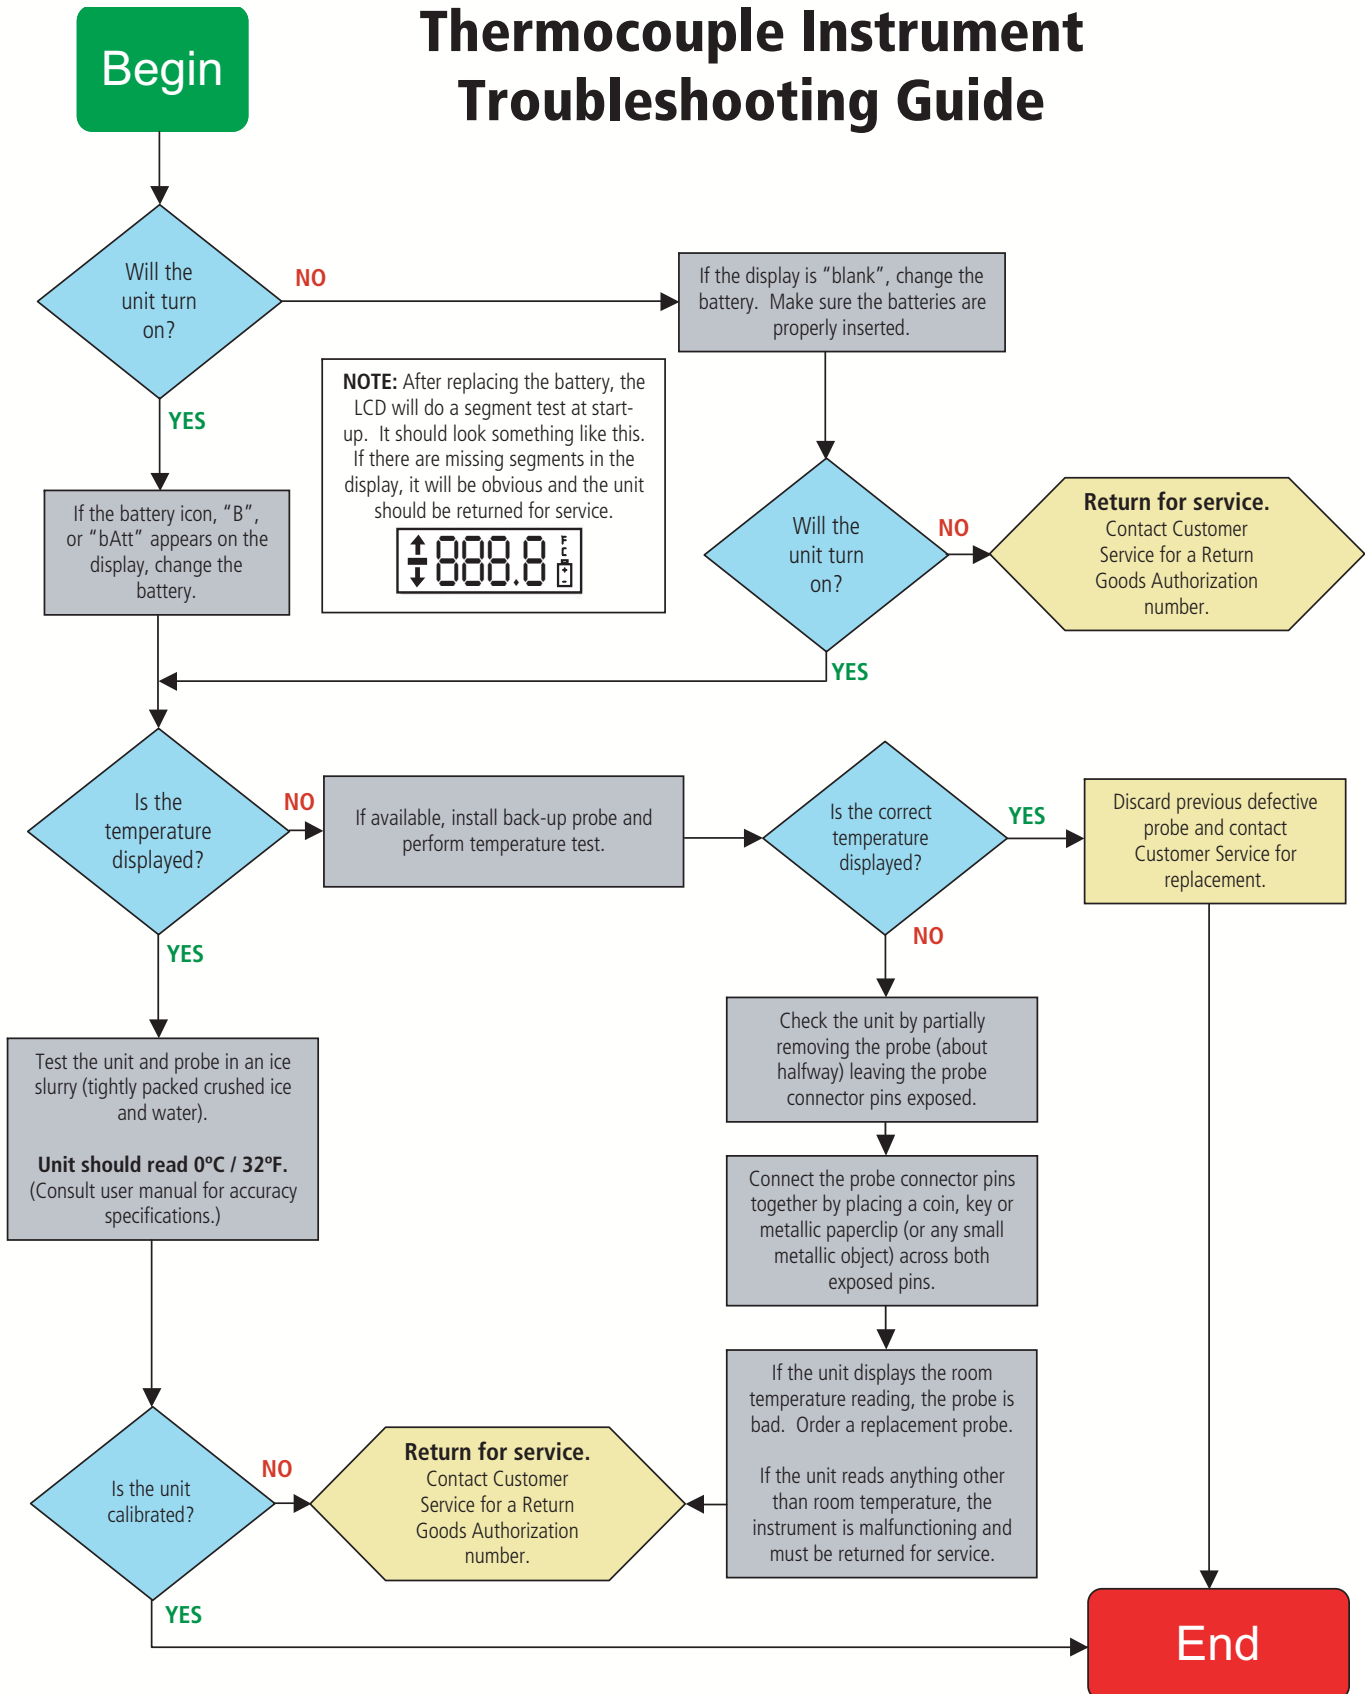 Thermocouple Instrument
Troubleshooting Guide
Begin
Will the
unit turn
on?
NO
YES
If the display is “blank”, change the
battery.  Make sure the batteries are
properly inserted.
NOTE: After replacing the battery, the
LCD will do a segment test at start-
up.  It should look something like this.
If there are missing segments in the
display, it will be obvious and the unit
should be returned for service.
888.8
F
C
+
-
If the battery icon, “B”,
or “bAtt” appears on the
display, change the
battery.
Will the
unit turn
on?
NO
YES
Return for service.
Contact Customer
Service for a Return
Goods Authorization
number.
Is the
temperature
displayed?
NO
YES
If available, install back-up probe and
perform temperature test.
Is the correct
temperature
displayed?
YES
NO
Discard previous defective
probe and contact
Customer Service for
replacement.
Test the unit and probe in an ice
slurry (tightly packed crushed ice
and water).
Unit should read 0ºC / 32ºF.
(Consult user manual for accuracy
specifications.)
Check the unit by partially
removing the probe (about
halfway) leaving the probe
connector pins exposed.
Connect the probe connector pins
together by placing a coin, key or
metallic paperclip (or any small
metallic object) across both
exposed pins.
If the unit displays the room
temperature reading, the probe is
bad.  Order a replacement probe.
If the unit reads anything other
than room temperature, the
instrument is malfunctioning and
must be returned for service.
Is the unit
calibrated?
NO
YES
Return for service.
Contact Customer
Service for a Return
Goods Authorization
number.
End